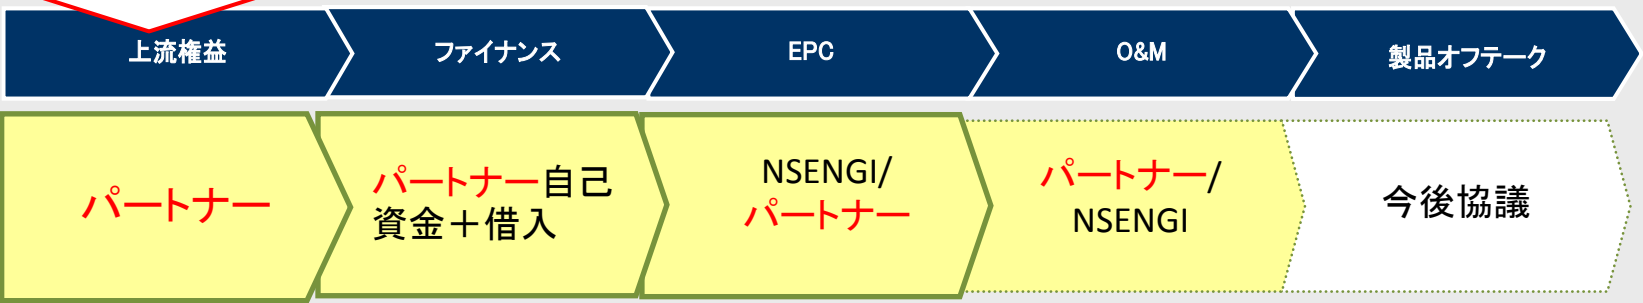 上流権益
ファイナンス
EPC
O&M
製品オフテーク
パートナー
パートナー自己
資金＋借入
NSENGI/
パートナー
パートナー/
NSENGI
今後協議